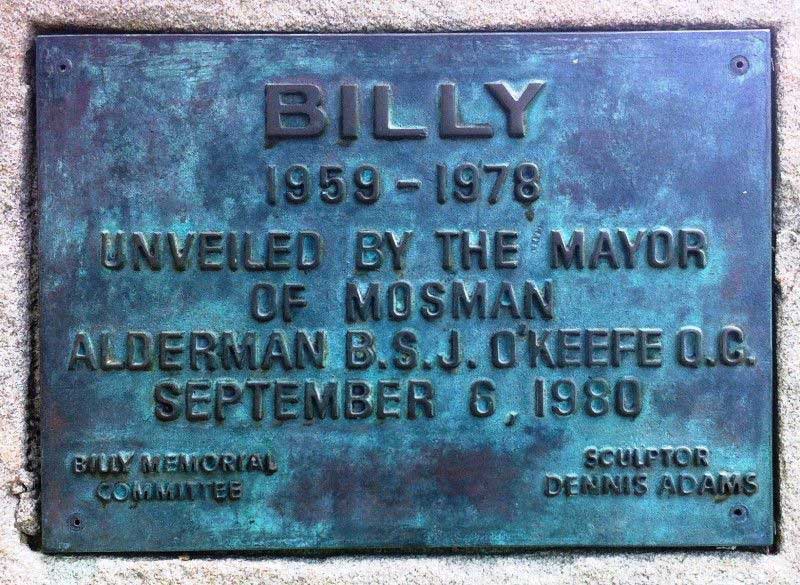 BILLY
1959 - 1978
UNVEILED BY THE MAYOR
OF MOSMAN
ALDERMAN B.S.J. O'KEEFE Q.C.
SEPTEMBER 6, 1980
BILLY MEMORIAL
COMMITTEE
SCULPTOR
DENNIS ADAMS